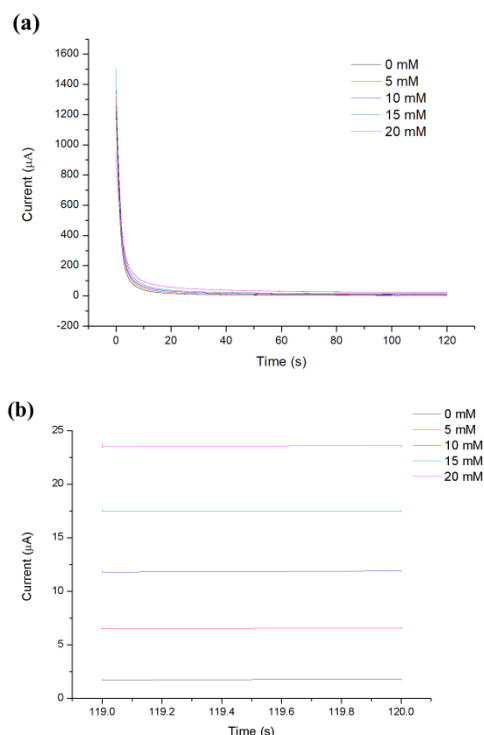 (a)
1600
1400
1200
1000
800
600
400
200
0
-200
Current (μA)
0 mM
5 mM
10 mM
15 mM
20 mM
0 20 40 60 80 100 120
Time (s)
(b)
25
20
15
10
5
0
Current (μA)
0 mM
5 mM
10 mM
15 mM
20 mM
119.0 119.2 119.4 119.6 119.8 120.0
Time (s)